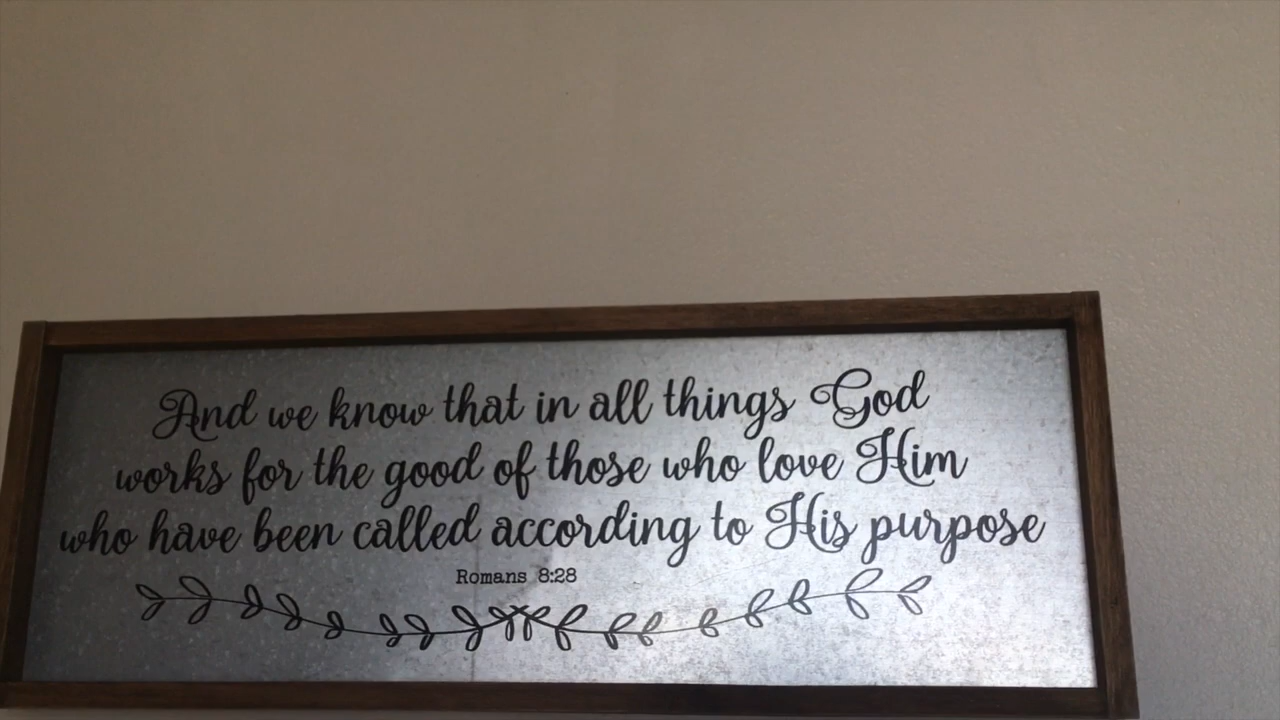 And we know that in all things God
works for the good of those who love Him
who have been called according to His purpose
Romans 8:28